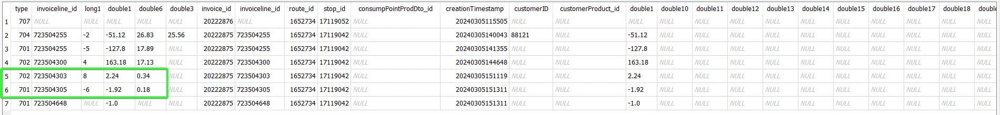 type invoiceline_id long1 double1 double6 double3 invoice_id invoiceline_id route_id stop_id consumpPointProdDto_id creationTimestamp customerID customerProduct_id double1 double10 double11 double12 double13 double14 double15 double16 double17 double18 double
1 707 NULL NULL NULL NULL NULL 20222876 NULL 1652734 17119052 NULL 20240305115505 NULL NULL NULL NULL NULL NULL NULL NULL NULL NULL NULL NULL NULL
2 704 723504255 -2 -51.12 26.83 25.56 20222875 723504255 1652734 17119042 NULL 20240305140043 88121 NULL -51.12 NULL NULL NULL NULL NULL NULL NULL NULL NULL NULL
3 701 723504255 -5 -127.8 17.89 NULL 20222875 723504255 1652734 17119042 NULL 20240305141355 NULL NULL -127.8 NULL NULL NULL NULL NULL NULL NULL NULL NULL NULL
4 702 723504300 4 163.18 17.13 NULL 20222875 723504300 1652734 17119042 NULL 20240305144648 NULL NULL 163.18 NULL NULL NULL NULL NULL NULL NULL NULL NULL NULL
5 702 723504303 8 2.24 0.34 NULL 20222875 723504303 1652734 17119042 NULL 20240305151119 NULL NULL 2.24 NULL NULL NULL NULL NULL NULL NULL NULL NULL NULL
6 701 723504305 -6 -1.92 0.18 NULL 20222875 723504305 1652734 17119042 NULL 20240305151311 NULL NULL -1.92 NULL NULL NULL NULL NULL NULL NULL NULL NULL NULL
7 701 723504648 NULL -1.0 NULL NULL 20222875 723504648 1652734 17119042 NULL 20240305151311 NULL NULL -1.0 NULL NULL NULL NULL NULL NULL NULL NULL NULL NULL